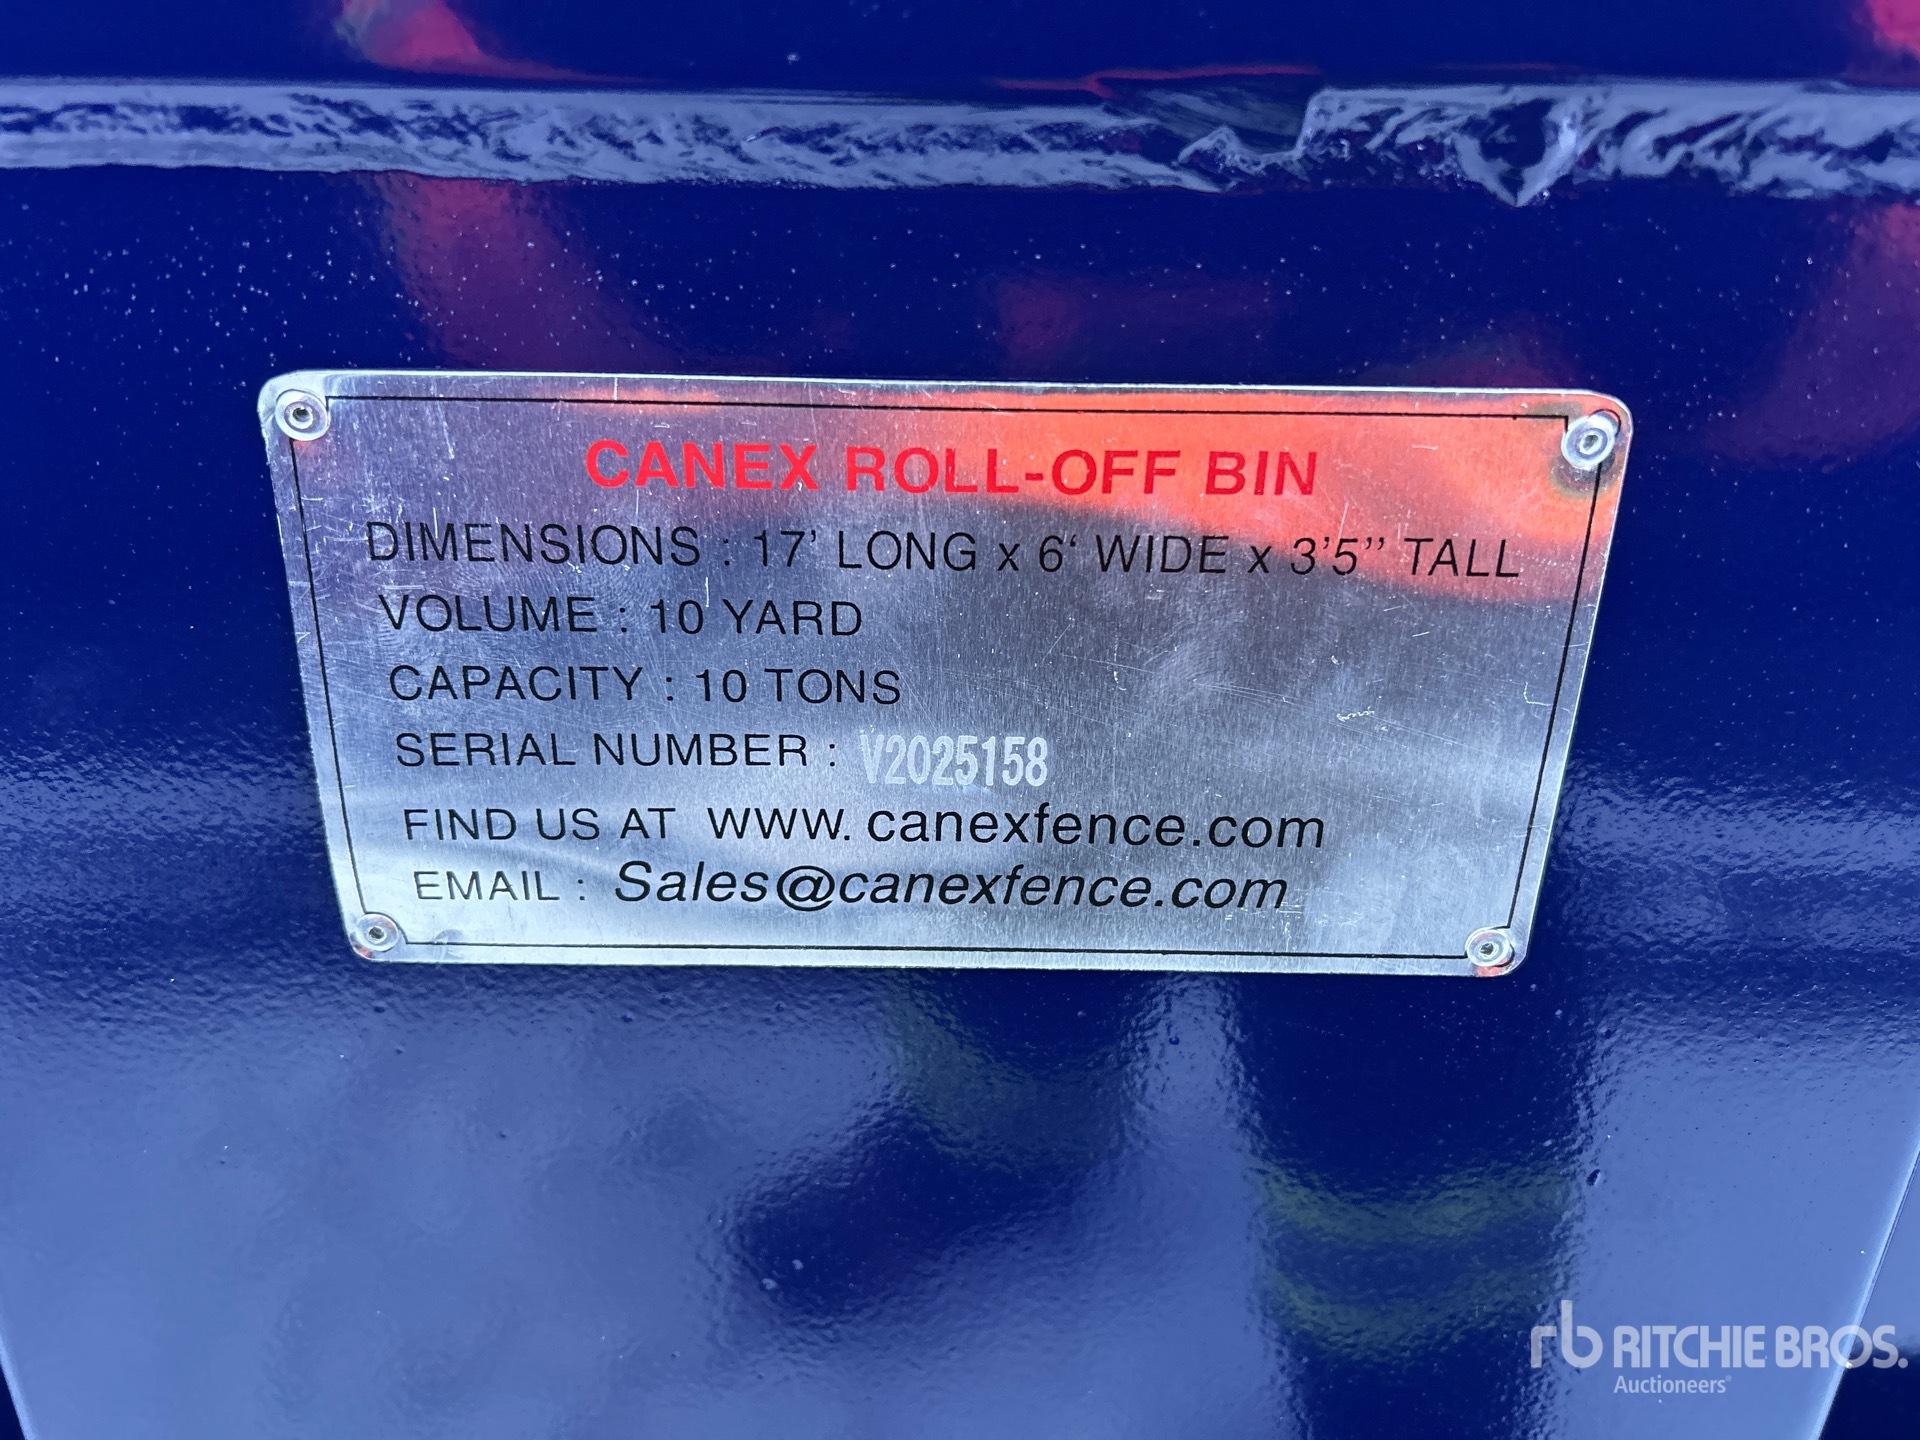 CANEX ROLL-OFF BIN
DIMENSIONS : 17' LONG x 6‘ WIDE x 3'5’’ TALL
VOLUME : 10 YARD
CAPACITY : 10 TONS
SERIAL NUMBER : V2025158
FIND US AT www. canexfence.com
EMAIL : Sales@canexfence.com
rb RITCHIE BROS.
Auctioneers